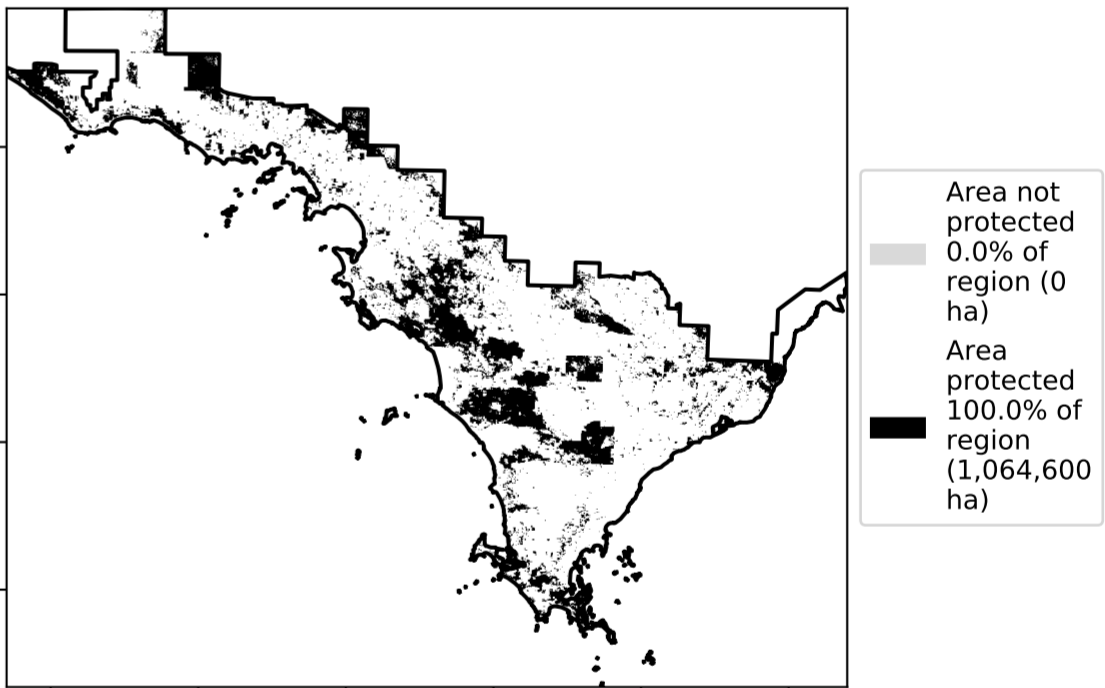 Area not
protected
0.0% of
region (0
ha)
Area
protected
100.0% of
region
(1,064,600
ha)